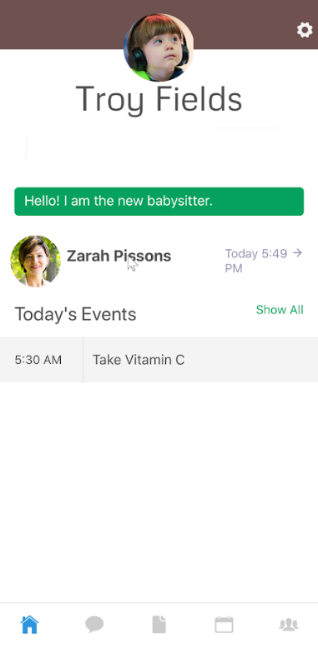 Troy Fields
Hello! I am the new babysitter.
Zarah Pissons
Today 5:49 →
PM
Today's Events
Show All
5:30 AM
Take Vitamin C